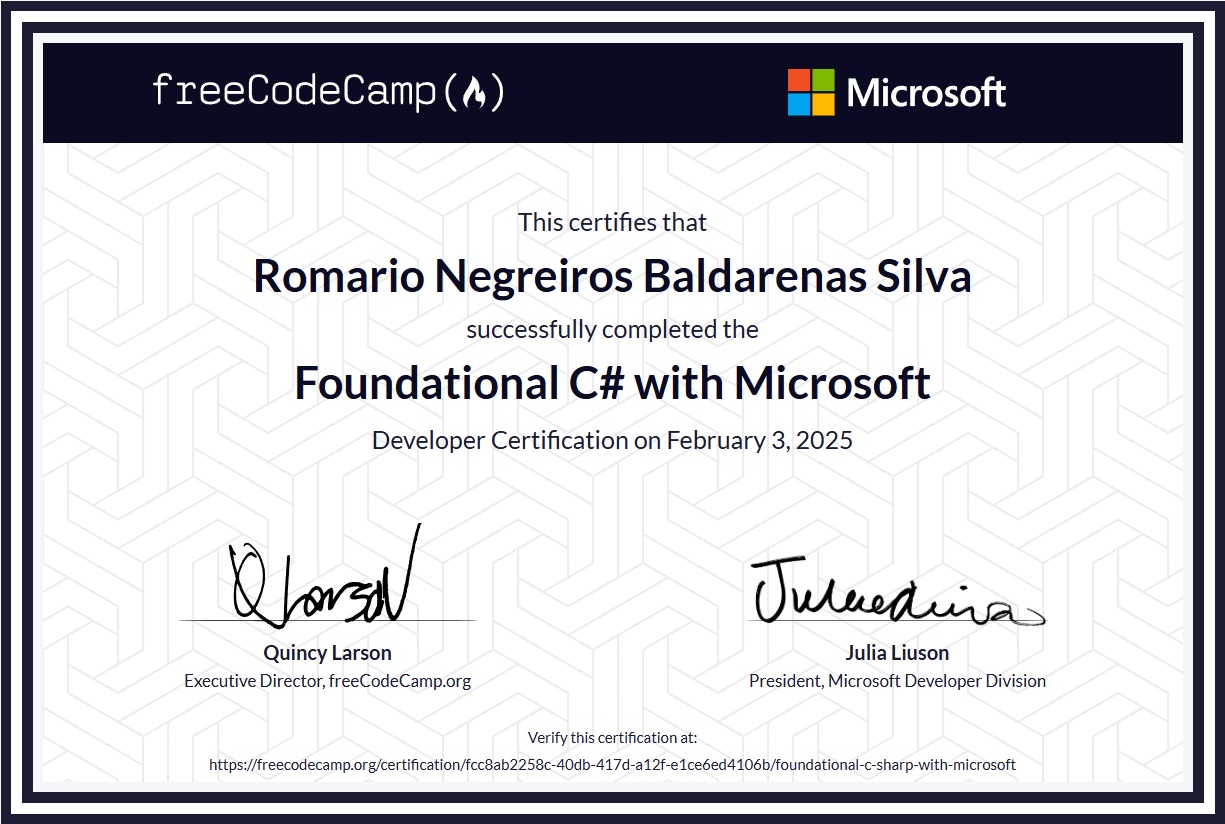 freeCodeCamp
Microsoft
This certifies that
Romario Negreiros Baldarenas Silva
successfully completed the
Foundational C# with Microsoft
Developer Certification on February 3, 2025
Quincy Larson
Executive Director, freeCodeCamp.org
Julia Liuson
President, Microsoft Developer Division
Verify this certification at:
https://freecodecamp.org/certification/fcc8ab2258c-40db-417d-a12f-e1ce6ed4106b/foundational-c-sharp-with-microsoft